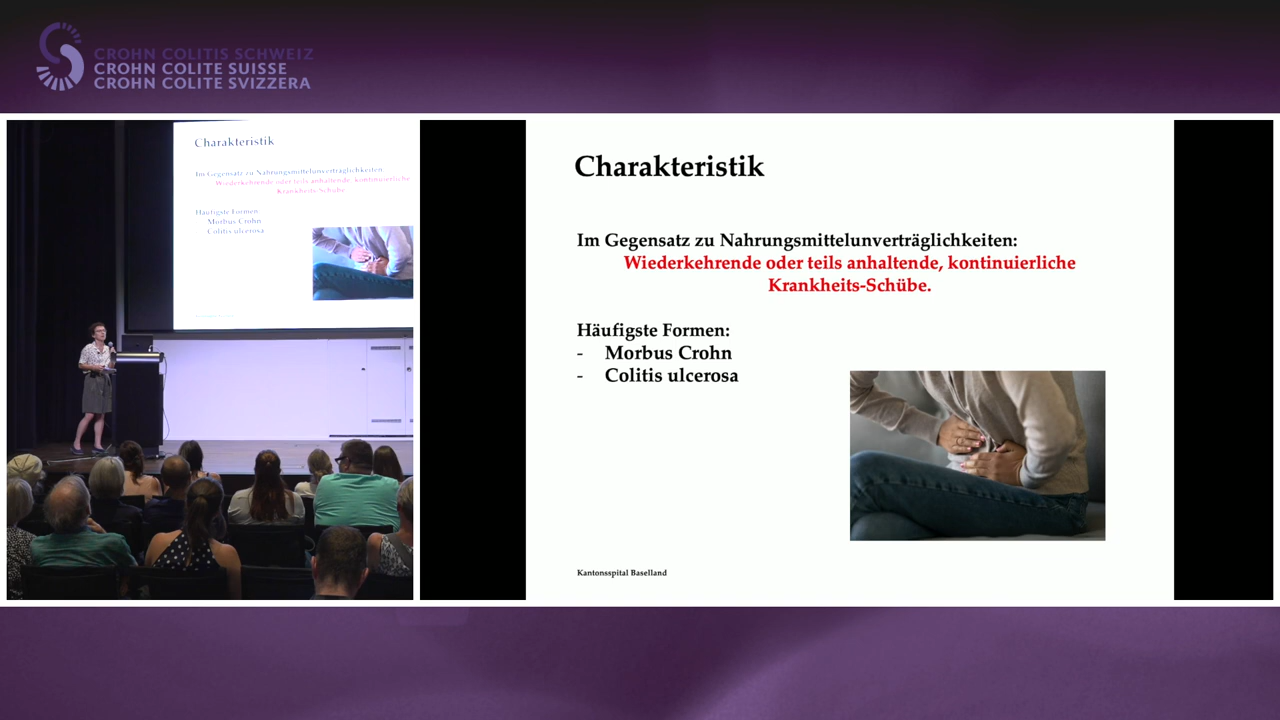 CROHN COLITIS SCHWEIZ
CROHN COLITE SUISSE
CROHN COLITE SVIZZERA
Charakteristik
Im Gegensatz zu Nahrungsmittelunverträglichkeiten:
Wiederkehrende oder teils anhaltende, kontinuierliche
Krankheits-Schübe.
Häufigste Formen:
Morbus Crohn
Colitis ulcerosa
Charakteristik
Im Gegensatz zu Nahrungsmittelunverträglichkeiten:
Wiederkehrende oder teils anhaltende, kontinuierliche
Krankheits-Schübe.
Häufigste Formen:
- Morbus Crohn
- Colitis ulcerosa
Kantonsspital Baselland